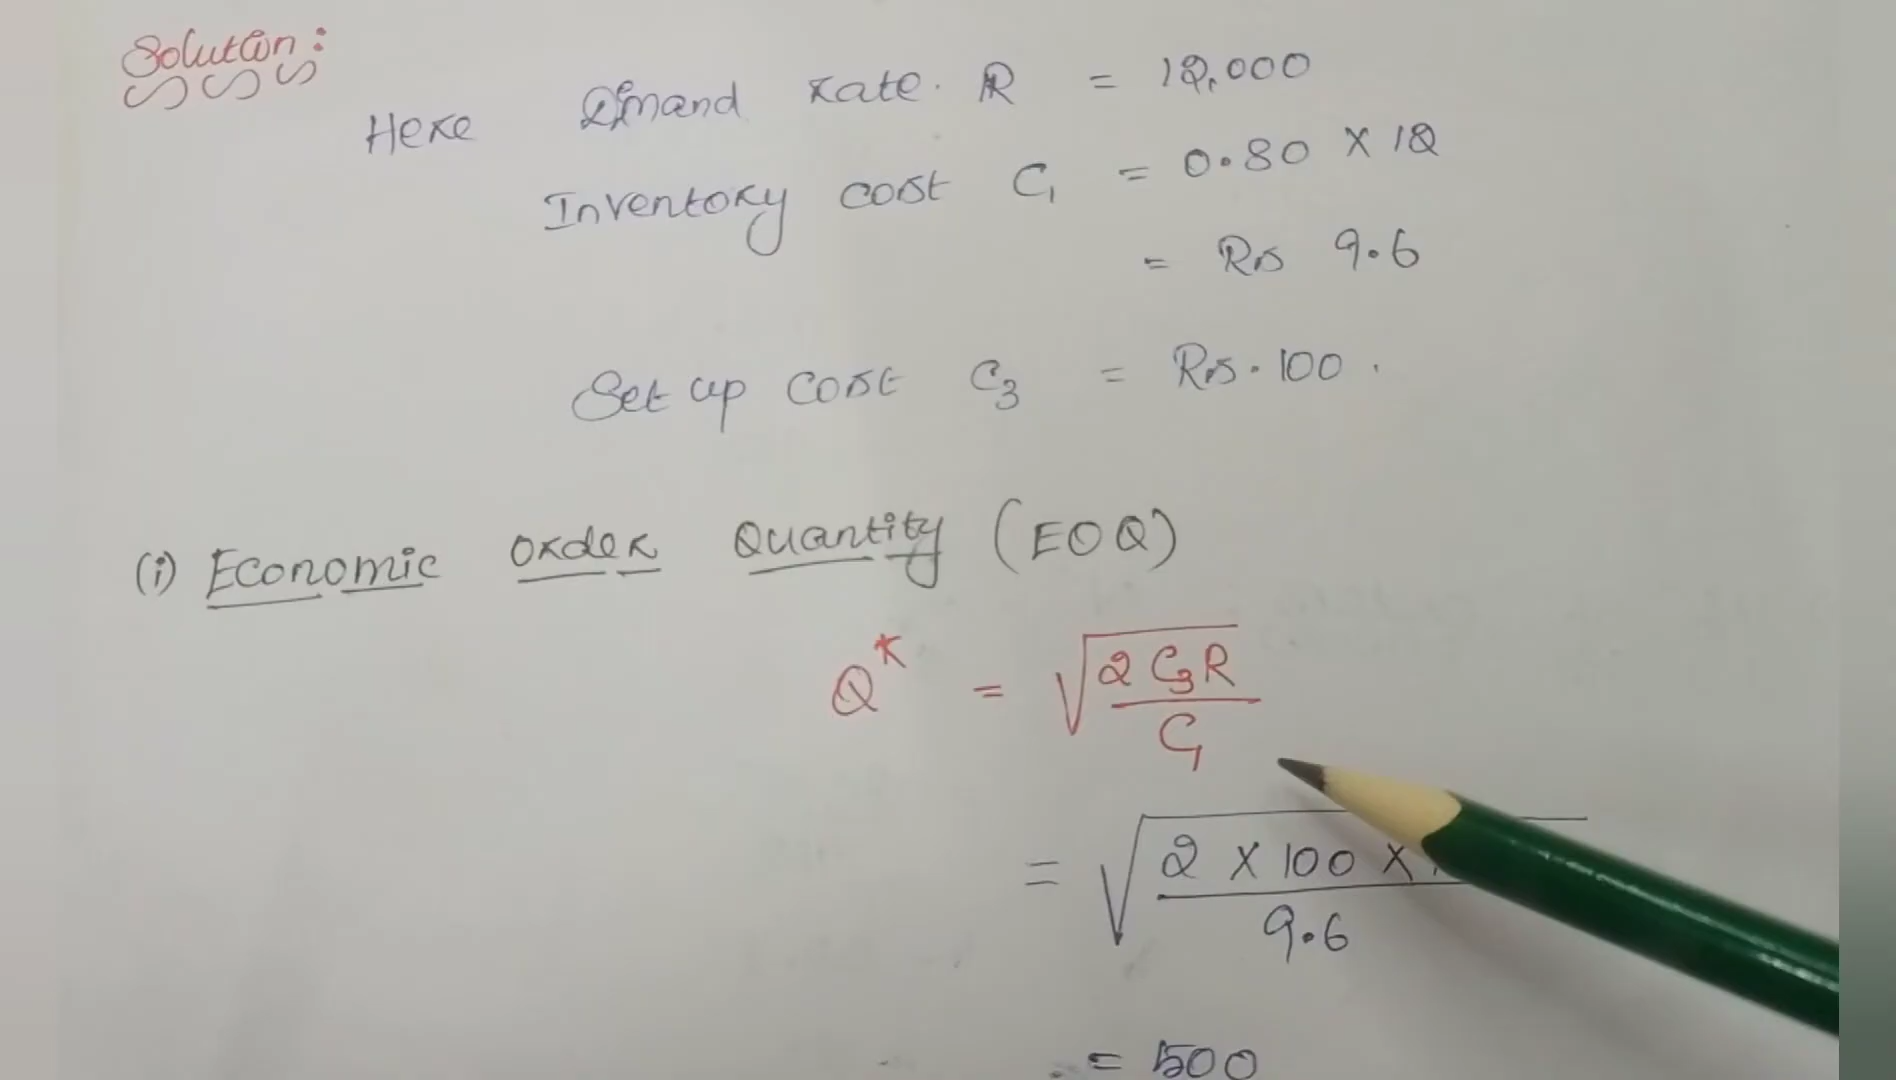 Solution:
Here Demand rate. R = 12,000
Inventory cost C₁ = 0.80 × 12
= Rs 9.6
Set up cost C₃ = Rs. 100.
(i) Economic Order Quantity (EOQ)
Q* = √(2 C₃R / C₁)
= √(2 × 100 × / 9.6)
= 500